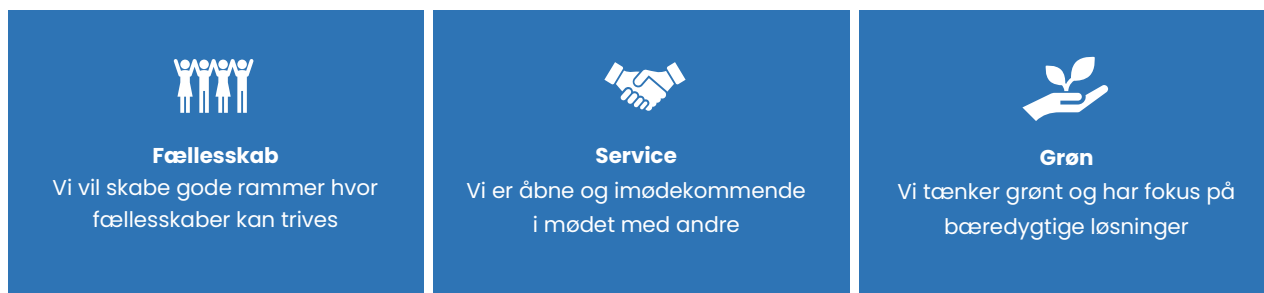 Fællesskab
Vi vil skabe gode rammer hvor
fællesskaber kan trives
Service
Vi er åbne og imødekommende
i mødet med andre
Grøn
Vi tænker grønt og har fokus på
bæredygtige løsninger